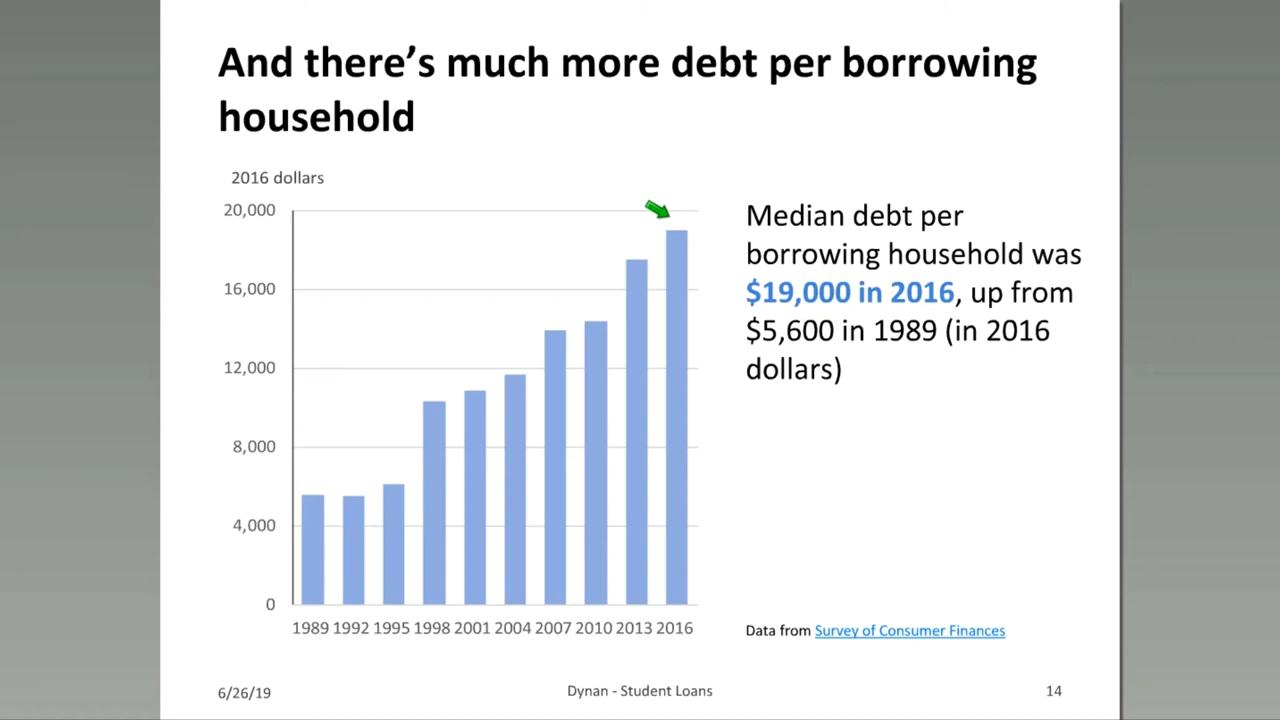 And there’s much more debt per borrowing
household
2016 dollars
20,000
16,000
12,000
8,000
4,000
0
1989 1992 1995 1998 2001 2004 2007 2010 2013 2016
Median debt per
borrowing household was
$19,000 in 2016, up from
$5,600 in 1989 (in 2016
dollars)
Data from Survey of Consumer Finances
6/26/19
Dynan - Student Loans
14